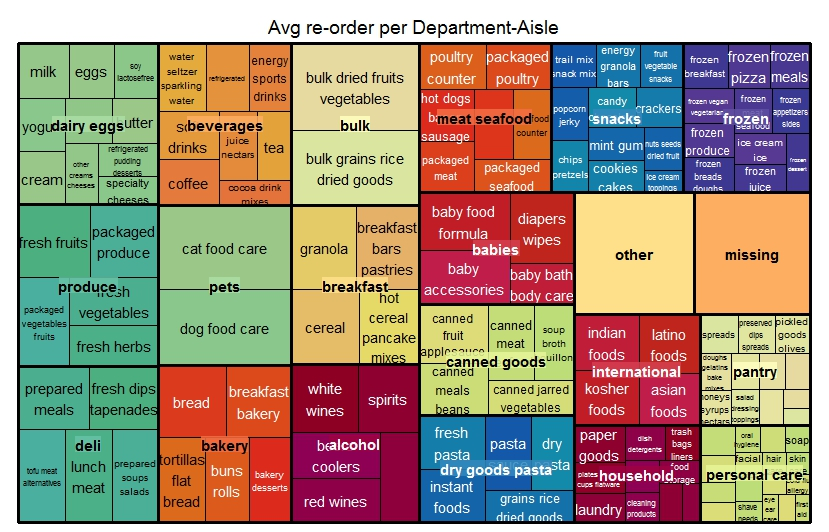 Avg re-order per Department-Aisle
milk
eggs
soy
lactosefree
dairy eggs
cream
other
creams
cheeses
refrigerated
pudding
desserts
specialty
cheeses
water
seltzer
sparkling
water
refrigerated
energy
sports
drinks
beverages
drinks
juice
nectars
tea
coffee
cocoa drink
mixes
bulk dried fruits
vegetables
bulk
bulk grains rice
dried goods
poultry
counter
packaged
poultry
hot dogs
sausage
meat seafood
counter
packaged
meat
packaged
seafood
trail mix
snack mix
energy
granola
bars
fruit
vegetable
snacks
popcorn
jerky
candy
crackers
snacks
mint gum
nuts seeds
dried fruit
chips
pretzels
cookies
cakes
ice cream
toppings
frozen
breakfast
frozen
pizza
frozen
meals
frozen vegan
vegetarian
frozen
seafood
frozen
appetizers
sides
frozen
frozen
produce
ice cream
ice
frozen
breads
doughs
frozen
juice
frozen
dessert
fresh fruits
packaged
produce
produce
fresh
vegetables
packaged
vegetables
fruits
fresh herbs
cat food care
pets
dog food care
granola
breakfast
bars
pastries
breakfast
cereal
hot
cereal
pancake
mixes
baby food
formula
diapers
wipes
babies
baby
accessories
baby bath
body care
other
missing
canned
fruit
applesauce
canned
meat
soup
broth
canned goods
canned
meals
beans
canned jarred
vegetables
indian
foods
latino
foods
international
kosher
foods
asian
foods
spreads
preserved
dips
spreads
pickled
goods
olives
doughs
gelatins
bake
mixes
pantry
honeys
syrups
nectars
salad
dressing
toppings
prepared
meals
fresh dips
tapenades
deli
tofu meat
alternatives
lunch
meat
prepared
soups
salads
bread
breakfast
bakery
bakery
tortillas
flat
bread
buns
rolls
bakery
desserts
white
wines
spirits
alcohol
coolers
red wines
fresh
pasta
pasta
dry
dry goods pasta
instant
foods
grains rice
dried goods
paper
goods
dish
detergents
trash
bags
liners
household
plates
cups flatware
food
storage
laundry
cleaning
products
oral
hygiene
soap
facial
hair
skin
personal care
allergy
shave
needs
eye
ear
care
first
aid